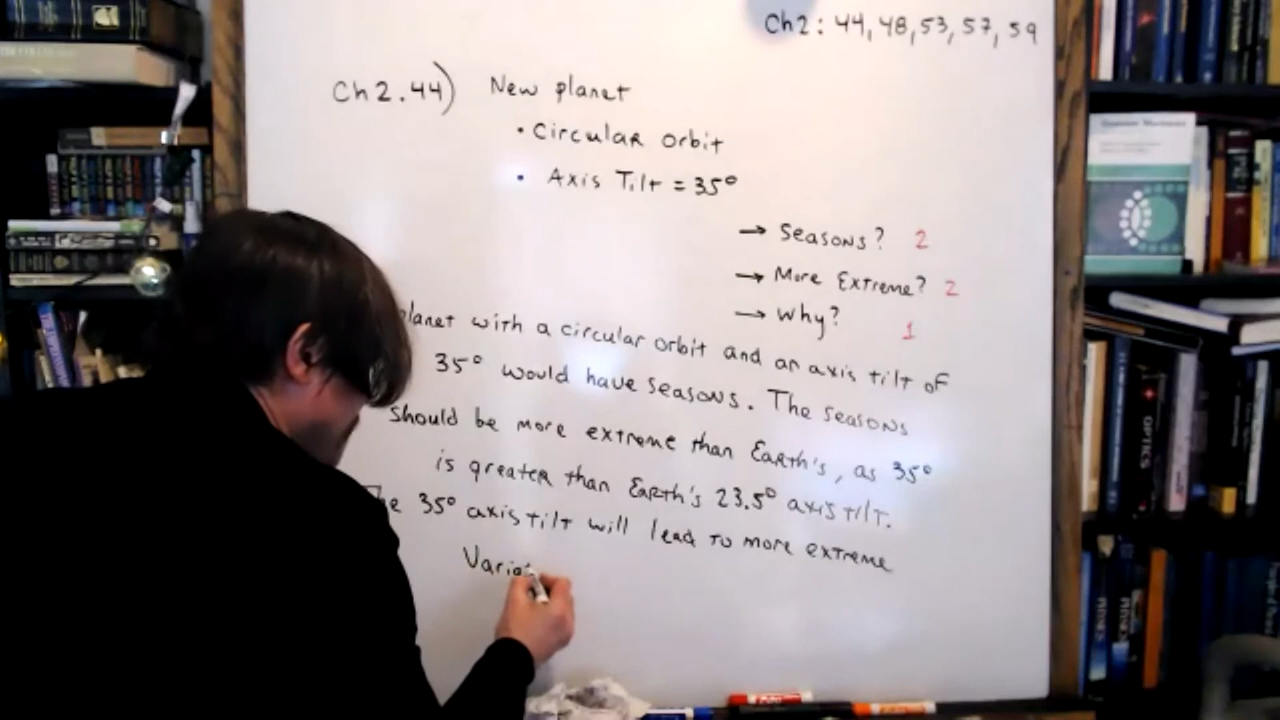 Ch2: 44, 48, 53, 57, 59
Ch2.44) New planet
• Circular orbit
• Axis Tilt = 35°
→ Seasons? 2
→ More Extreme? 2
→ Why? 1
planet with a circular orbit and an axis tilt of
35° would have seasons. The seasons
should be more extreme than Earth's, as 35°
is greater than Earth's 23.5° axis tilt.
35° axis tilt will lead to more extreme
OPTICS